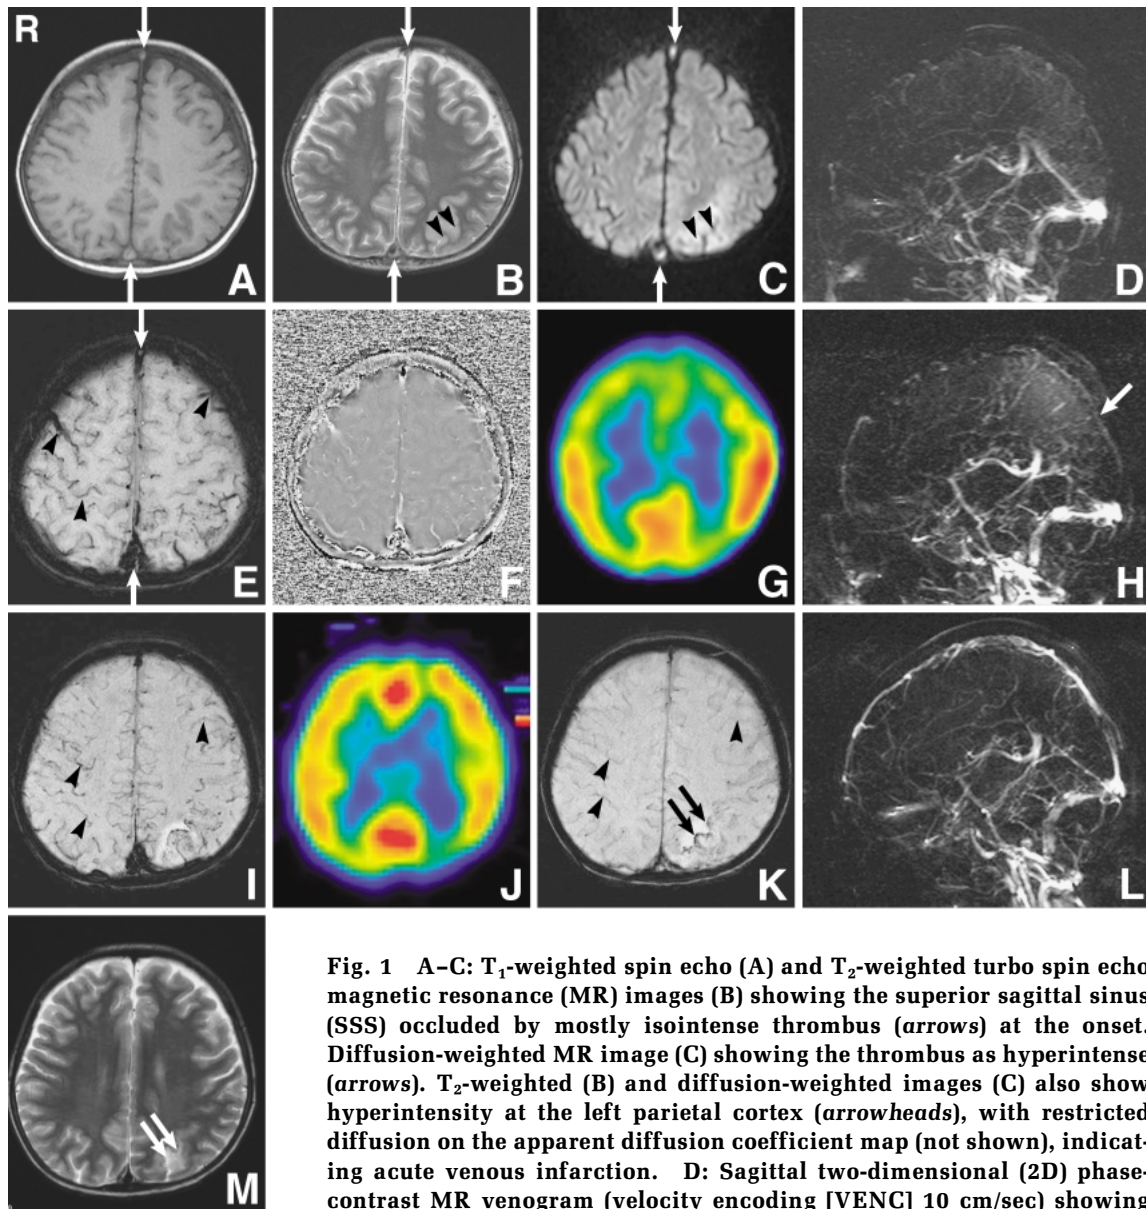 R
A
B
C
D
E
F
G
H
I
J
K
L
M
Fig. 1 A–C: T₁-weighted spin echo (A) and T₂-weighted turbo spin echo
magnetic resonance (MR) images (B) showing the superior sagittal sinus
(SSS) occluded by mostly isointense thrombus (arrows) at the onset.
Diffusion-weighted MR image (C) showing the thrombus as hyperintense
(arrows). T₂-weighted (B) and diffusion-weighted images (C) also show
hyperintensity at the left parietal cortex (arrowheads), with restricted
diffusion on the apparent diffusion coefficient map (not shown), indicat-
ing acute venous infarction. D: Sagittal two-dimensional (2D) phase-
contrast MR venogram (velocity encoding [VENC] 10 cm/sec) showing